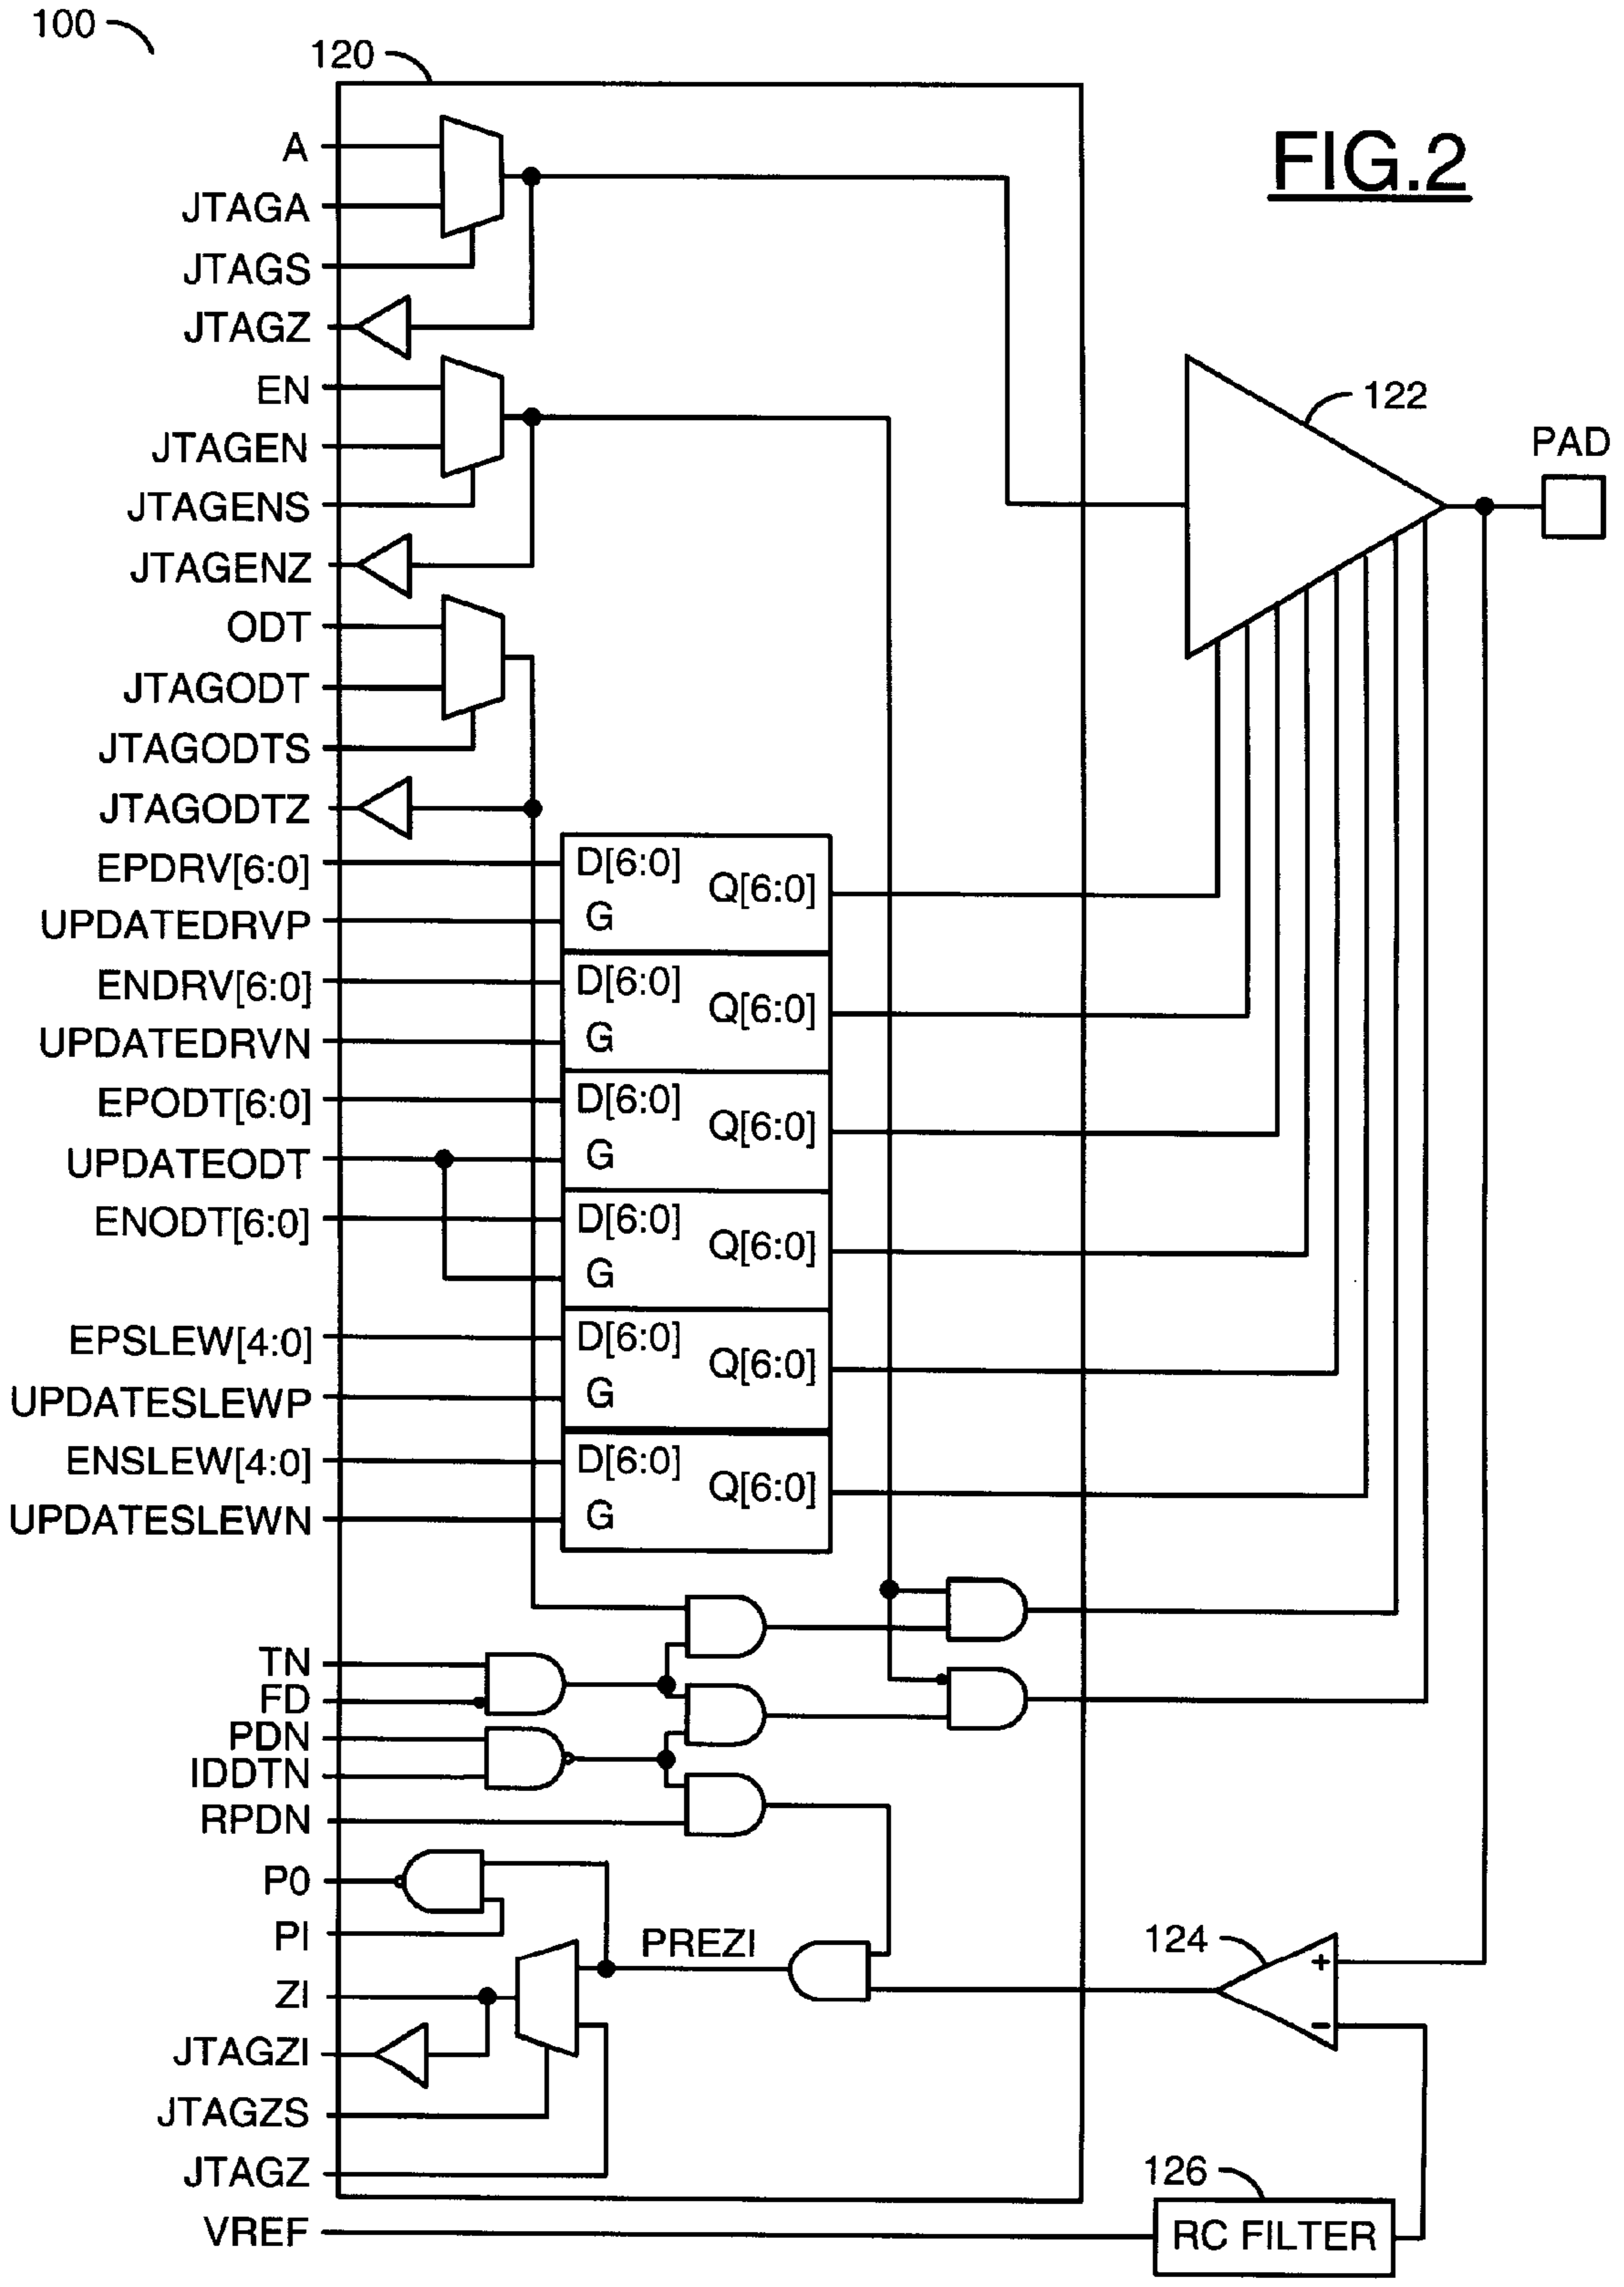 100
120
FIG.2
A
JTAGA
JTAGS
JTAGZ
EN
JTAGEN
JTAGENS
JTAGENZ
122
PAD
ODT
JTAGODT
JTAGODTS
JTAGODTZ
EPDRV[6:0] D[6:0] Q[6:0]
UPDATEDRVP G
ENDRV[6:0] D[6:0] Q[6:0]
UPDATEDRVN G
EPODT[6:0] D[6:0] Q[6:0]
UPDATEODT G
ENODT[6:0] D[6:0] Q[6:0]
G
EPSLEW[4:0] D[6:0] Q[6:0]
UPDATESLEWP G
ENSLEW[4:0] D[6:0] Q[6:0]
UPDATESLEWN G
TN
FD
PDN
IDDTN
RPDN
P0
PI
PREZI
124
+
−
ZI
JTAGZI
JTAGZS
JTAGZ
126
VREF
RC FILTER